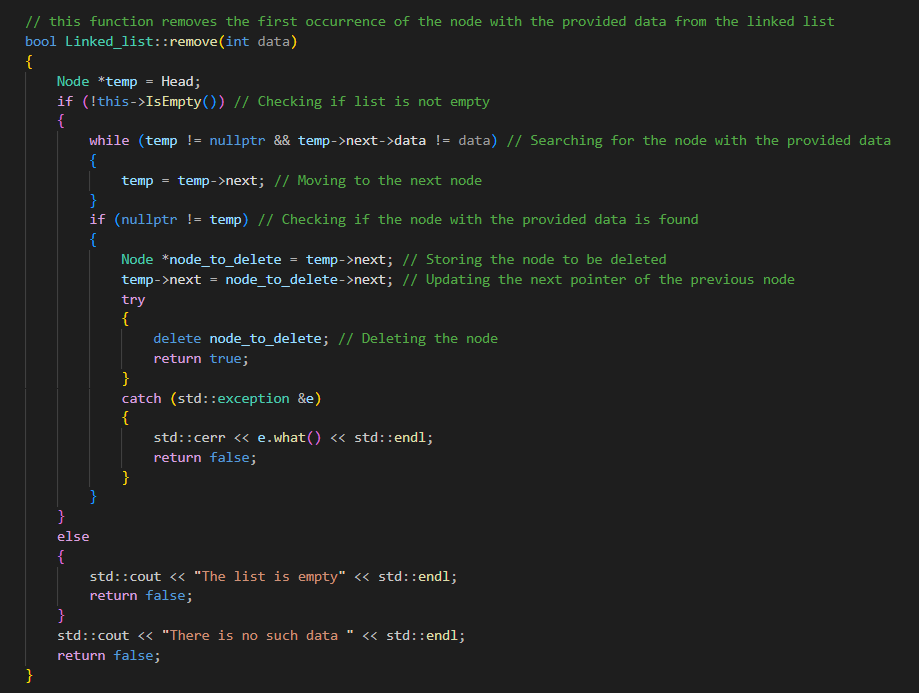 // this function removes the first occurrence of the node with the provided data from the linked list
bool Linked_list::remove(int data)
{
    Node *temp = Head;
    if (!this->IsEmpty()) // Checking if list is not empty
    {
        while (temp != nullptr && temp->next->data != data) // Searching for the node with the provided data
        {
            temp = temp->next; // Moving to the next node
        }
        if (nullptr != temp) // Checking if the node with the provided data is found
        {
            Node *node_to_delete = temp->next; // Storing the node to be deleted
            temp->next = node_to_delete->next; // Updating the next pointer of the previous node
            try
            {
                delete node_to_delete; // Deleting the node
                return true;
            }
            catch (std::exception &e)
            {
                std::cerr << e.what() << std::endl;
                return false;
            }
        }
    }
    else
    {
        std::cout << "The list is empty" << std::endl;
        return false;
    }
    std::cout << "There is no such data " << std::endl;
    return false;
}